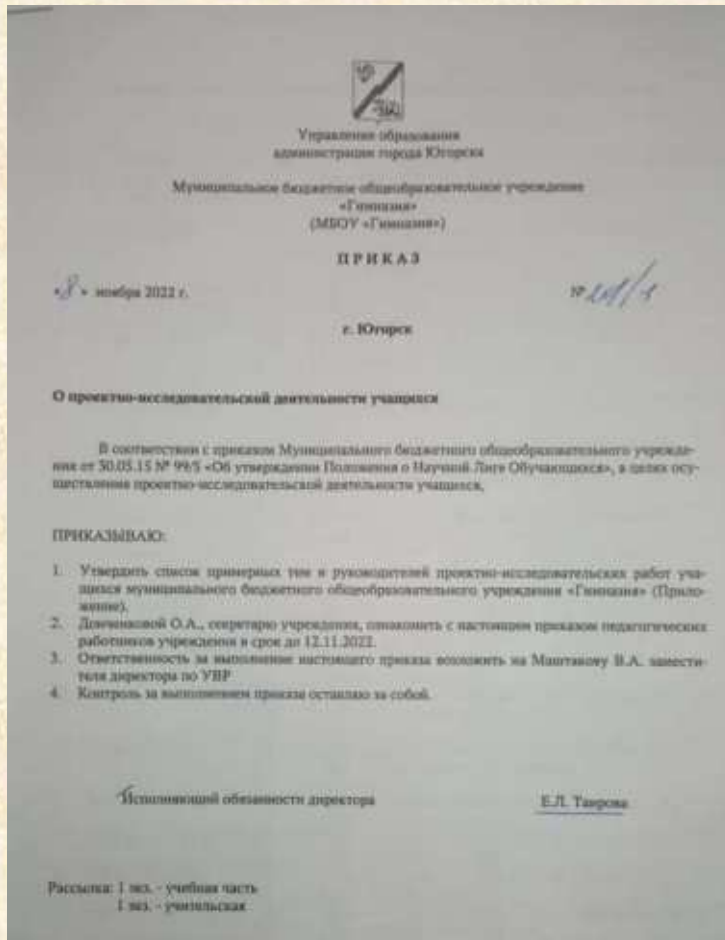 Управление образования
администрации города Югорска
Муниципальное бюджетное общеобразовательное учреждение
«Гимназия»
(МБОУ «Гимназия»)
ПРИКАЗ
«8» ноября 2022 г. №
г. Югорск
О проектно-исследовательской деятельности учащихся
В соответствии с приказом Муниципального бюджетного общеобразовательного учрежде-
ния от 30.05.15 № 99/5 «Об утверждении Положения о Научной Лиге Обучающихся», в целях осу-
ществления проектно-исследовательской деятельности учащихся,
ПРИКАЗЫВАЮ:
1. Утвердить список примерных тем и руководителей проектно-исследовательских работ уча-
щихся муниципального бюджетного общеобразовательного учреждения «Гимназия» (Прило-
жение).
2. О.А., секретарю учреждения, ознакомить с настоящим приказом педагогических
работников учреждения в срок до 12.11.2022.
3. Ответственность за выполнение настоящего приказа возложить на Маштакову В.А. замести-
теля директора по УВР
4. Контроль за выполнением приказа оставляю за собой.
Исполняющий обязанности директора Е.Л.
Рассылка: 1 экз. - учебная часть
1 экз. - учительская